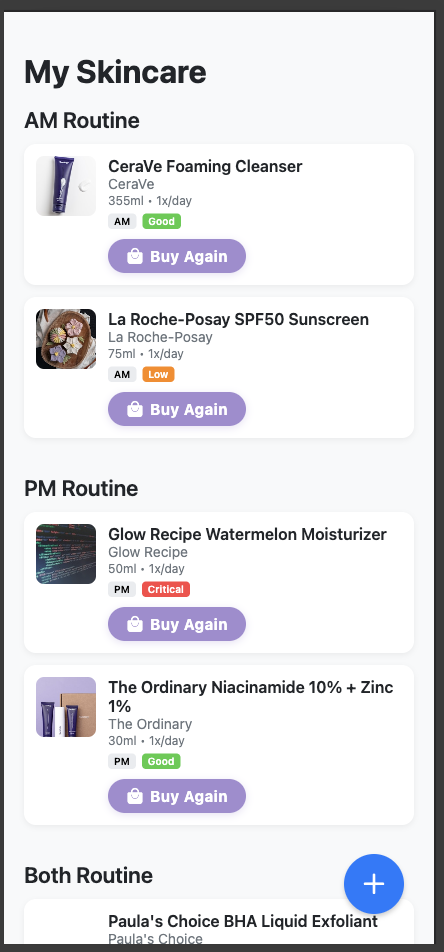 My Skincare
AM Routine
CeraVe Foaming Cleanser
CeraVe
355ml • 1x/day
AM Good
Buy Again
La Roche-Posay SPF50 Sunscreen
La Roche-Posay
75ml • 1x/day
AM Low
Buy Again
PM Routine
Glow Recipe Watermelon Moisturizer
Glow Recipe
50ml • 1x/day
PM Critical
Buy Again
The Ordinary Niacinamide 10% + Zinc
1%
The Ordinary
30ml • 1x/day
PM Good
Buy Again
Both Routine
Paula's Choice BHA Liquid Exfoliant
Paula's Choice